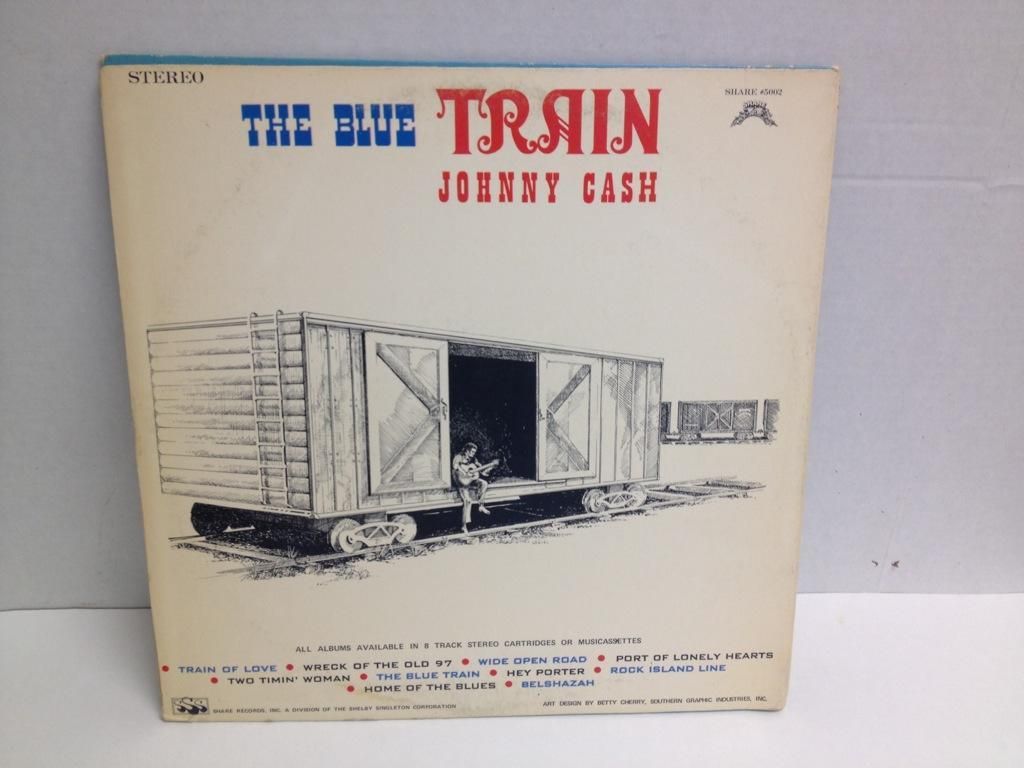 STEREO
SHARE #5002
SHARE
THE BLUE TRAIN
JOHNNY CASH
ALL ALBUMS AVAILABLE IN 8 TRACK STEREO CARTRIDGES OR MUSICASSETTES
• TRAIN OF LOVE • WRECK OF THE OLD 97 • WIDE OPEN ROAD • PORT OF LONELY HEARTS
• TWO TIMIN' WOMAN • THE BLUE TRAIN • HEY PORTER • ROCK ISLAND LINE
• HOME OF THE BLUES • BELSHAZAH
SSS SHARE RECORDS, INC. A DIVISION OF THE SHELBY SINGLETON CORPORATION
ART DESIGN BY BETTY CHERRY, SOUTHERN GRAPHIC INDUSTRIES, INC.